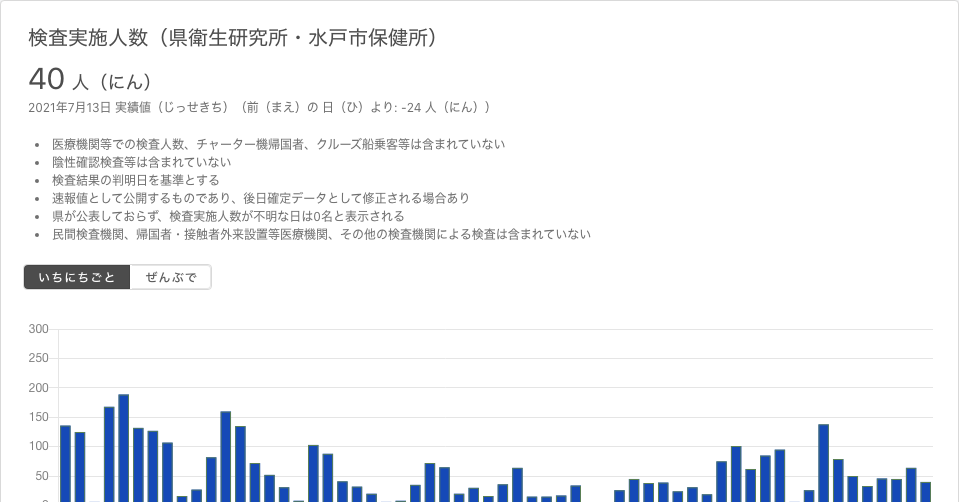 検査実施人数（県衛生研究所・水戸市保健所）
40 人（にん）
2021年7月13日 実績値（じっせきち）（前（まえ）の 日（ひ）より: -24 人（にん））
• 医療機関等での検査人数、チャーター機帰国者、クルーズ船乗客等は含まれていない
• 陰性確認検査等は含まれていない
• 検査結果の判明日を基準とする
• 速報値として公開するものであり、後日確定データとして修正される場合あり
• 県が公表しておらず、検査実施人数が不明な日は0名と表示される
• 民間検査機関、帰国者・接触者外来設置等医療機関、その他の検査機関による検査は含まれていない
いちにちごと ぜんぶで
300
250
200
150
100
50